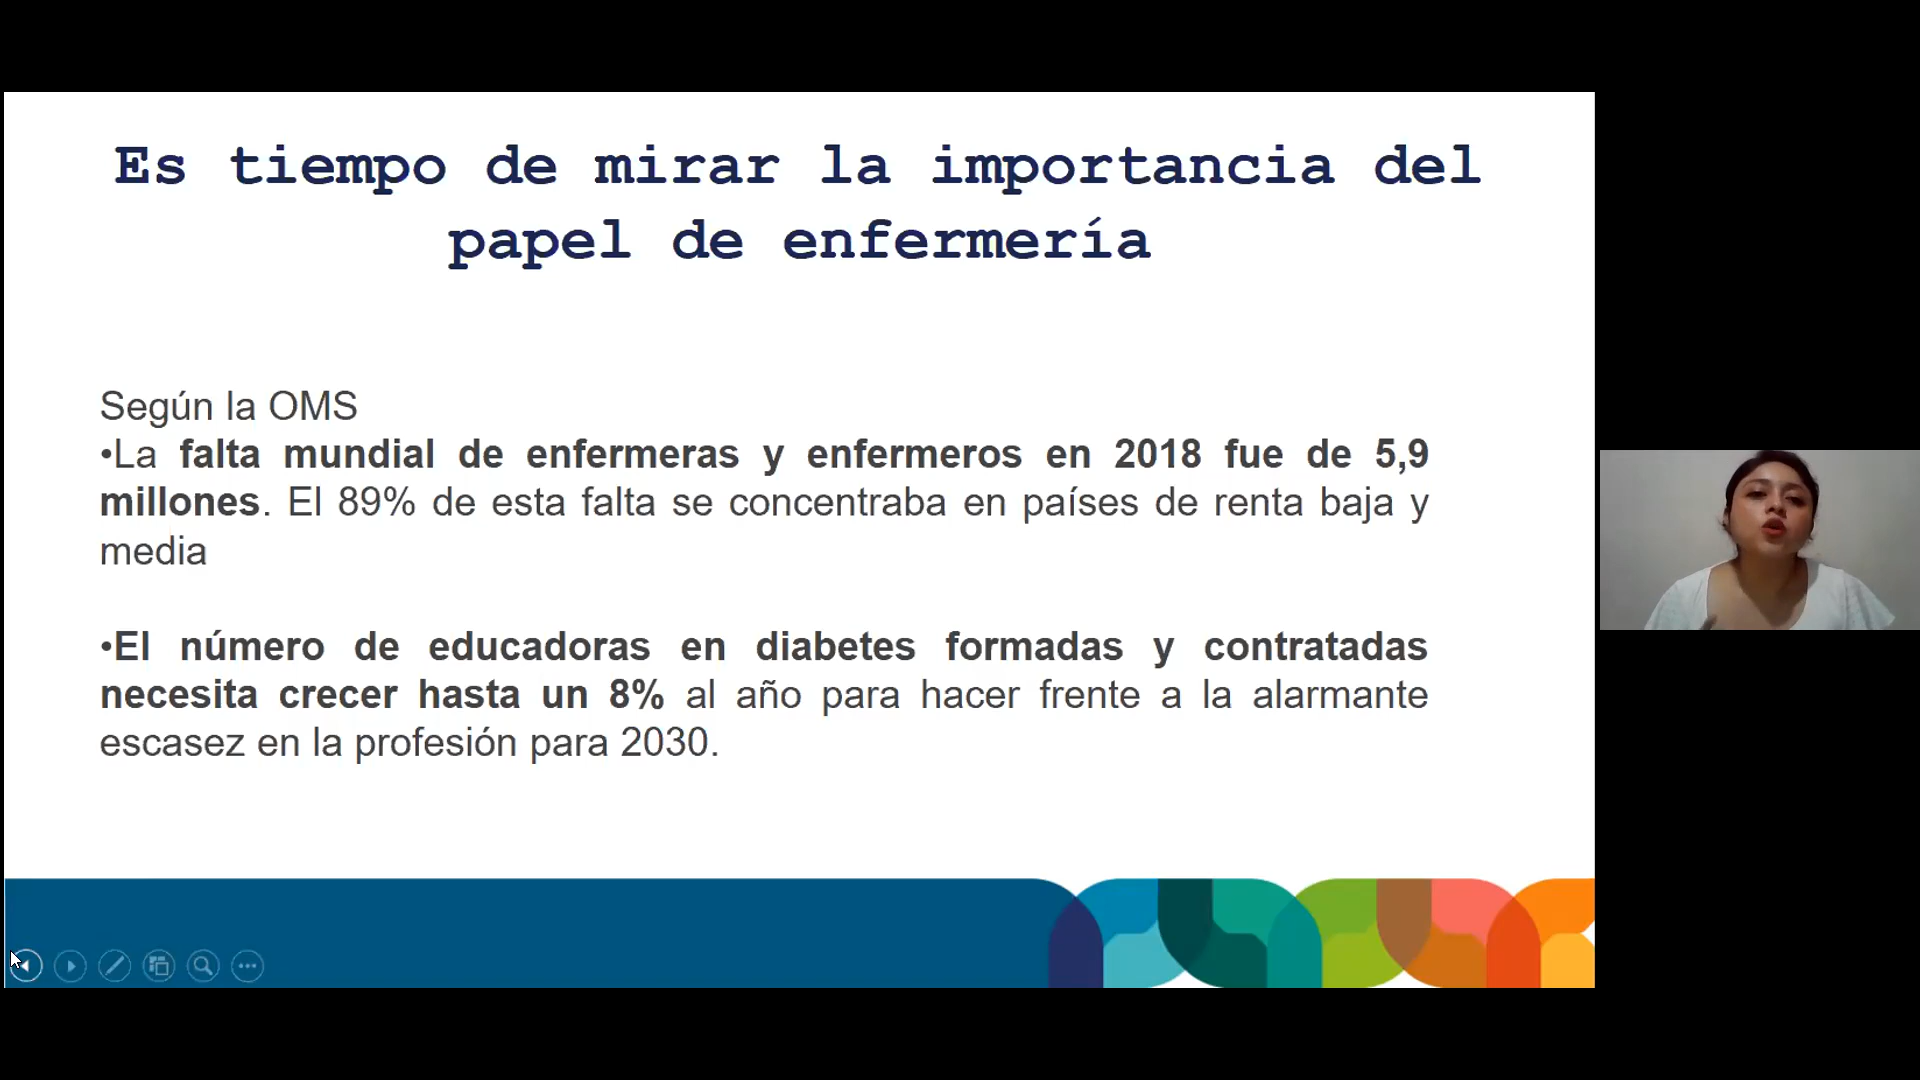 Es tiempo de mirar la importancia del
papel de enfermería
Según la OMS
•La falta mundial de enfermeras y enfermeros en 2018 fue de 5,9
millones. El 89% de esta falta se concentraba en países de renta baja y
media
•El número de educadoras en diabetes formadas y contratadas
necesita crecer hasta un 8% al año para hacer frente a la alarmante
escasez en la profesión para 2030.